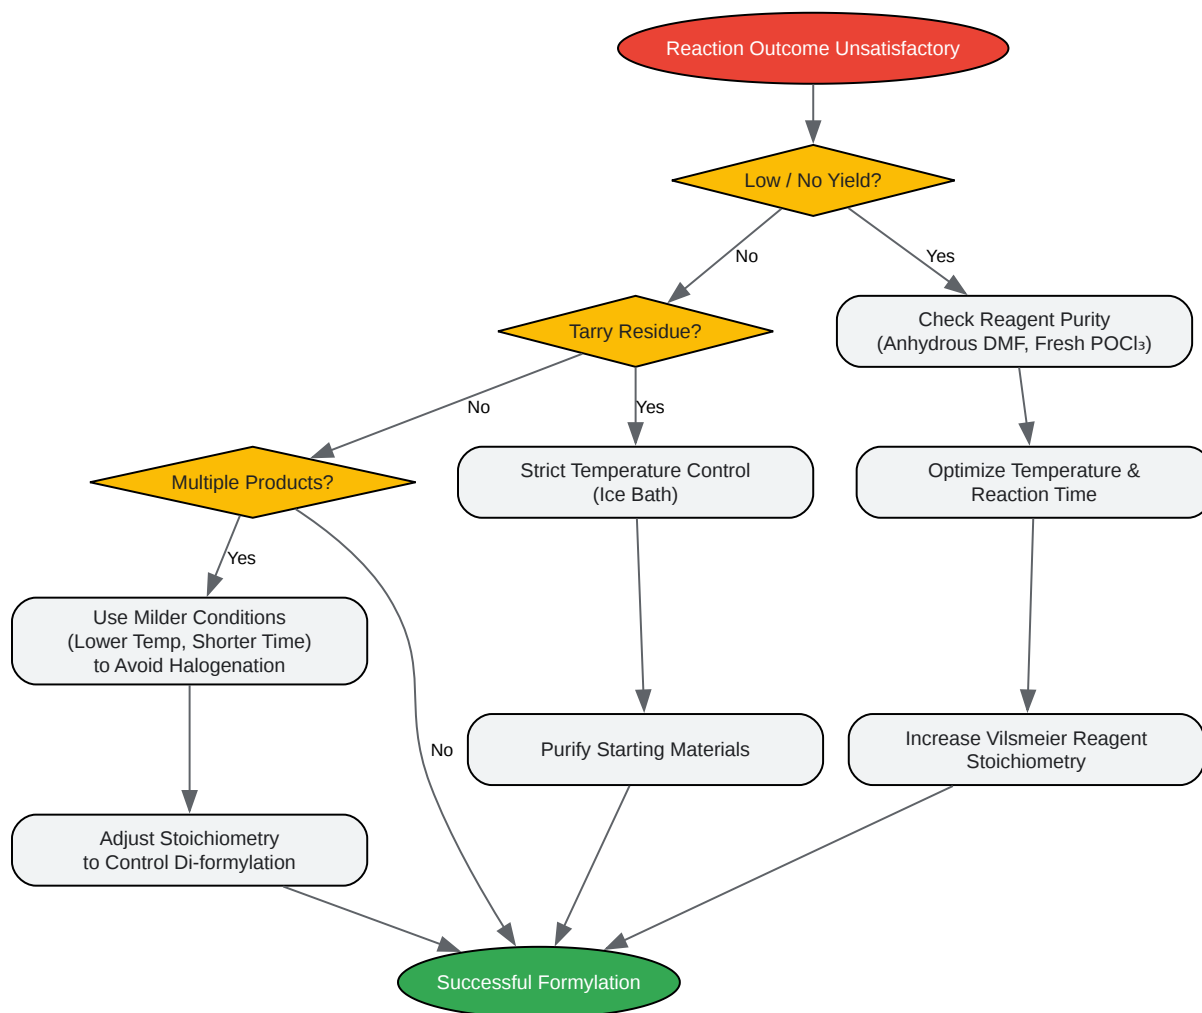 Reaction Outcome Unsatisfactory
Low / No Yield?
No
Yes
Tarry Residue?
Check Reagent Purity
(Anhydrous DMF, Fresh POCl₃)
No
Yes
Multiple Products?
Strict Temperature Control
(Ice Bath)
Optimize Temperature &
Reaction Time
Yes
Use Milder Conditions
(Lower Temp, Shorter Time)
to Avoid Halogenation
No
Purify Starting Materials
Increase Vilsmeier Reagent
Stoichiometry
Adjust Stoichiometry
to Control Di-formylation
Successful Formylation